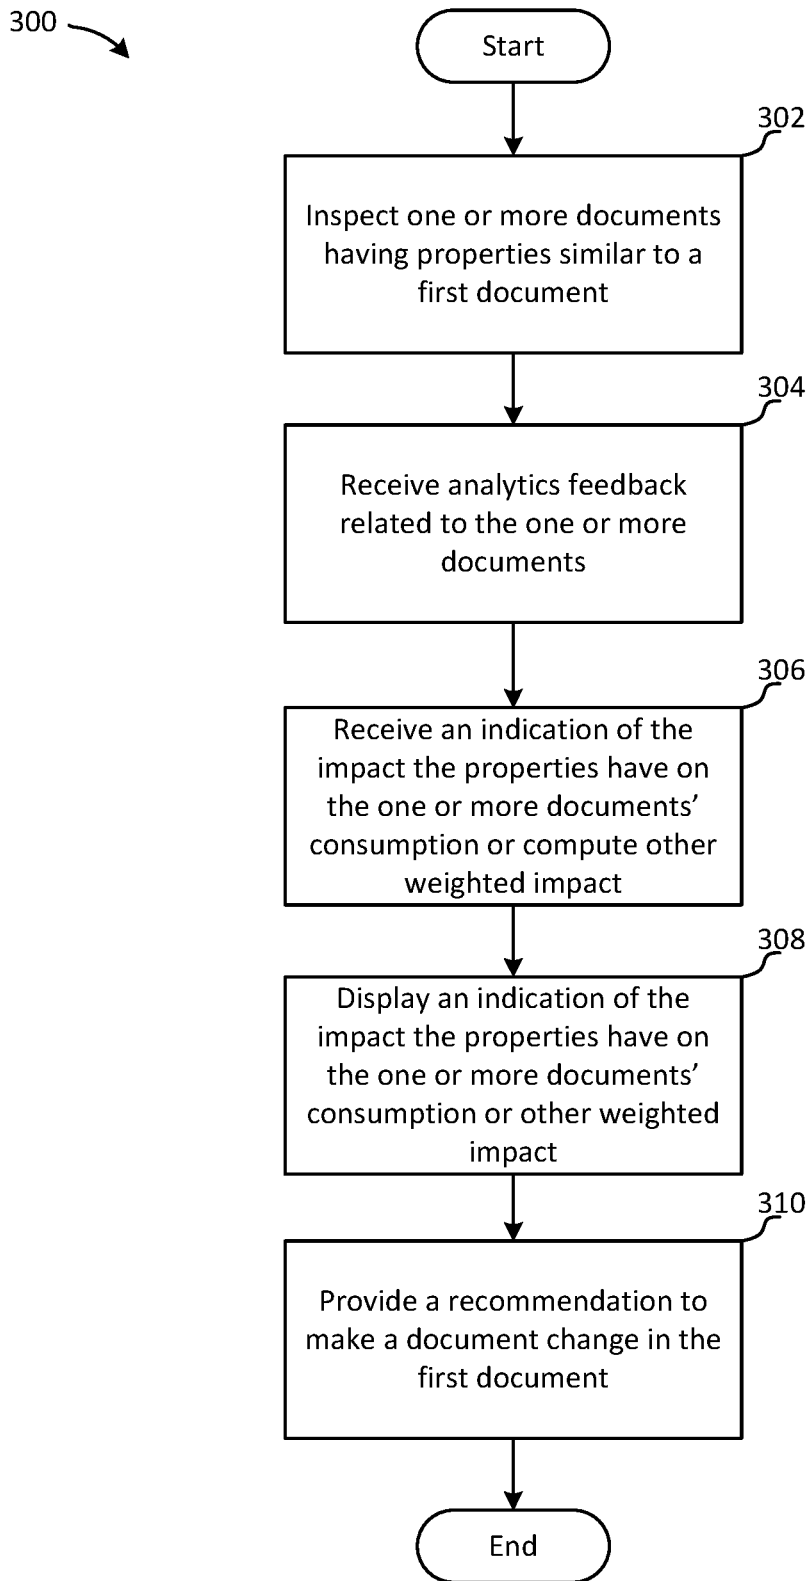 300
Start
302
Inspect one or more documents
having properties similar to a
first document
304
Receive analytics feedback
related to the one or more
documents
306
Receive an indication of the
impact the properties have on
the one or more documents’
consumption or compute other
weighted impact
308
Display an indication of the
impact the properties have on
the one or more documents’
consumption or other weighted
impact
310
Provide a recommendation to
make a document change in the
first document
End